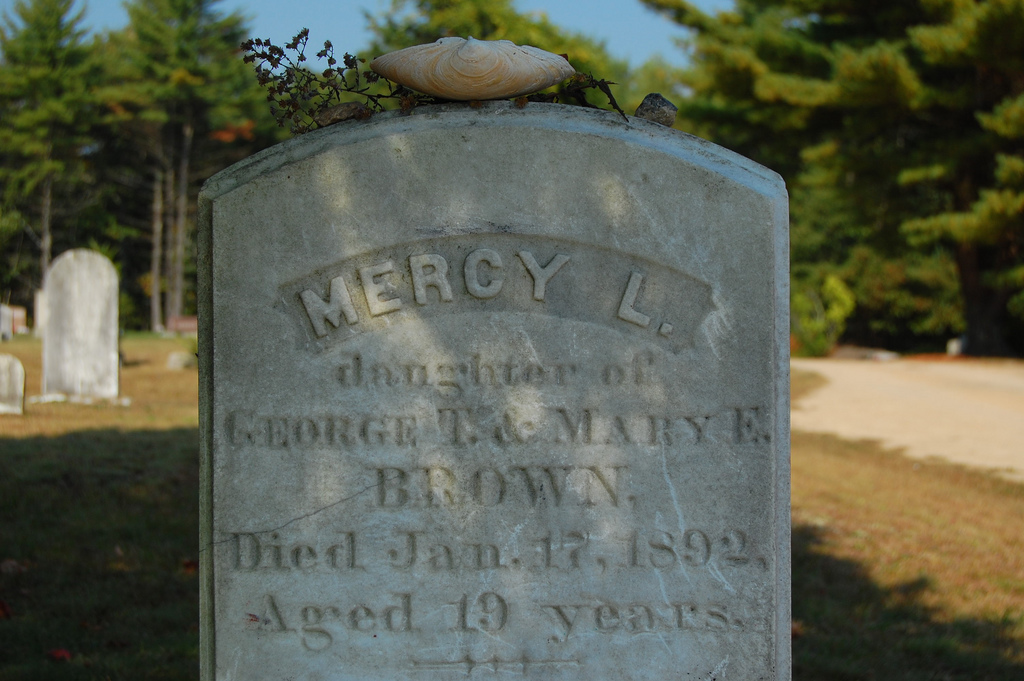 MERCY L.
daughter of
GEORGE T. & MARY E.
BROWN,
Died Jan. 17, 1892,
Aged 19 years.